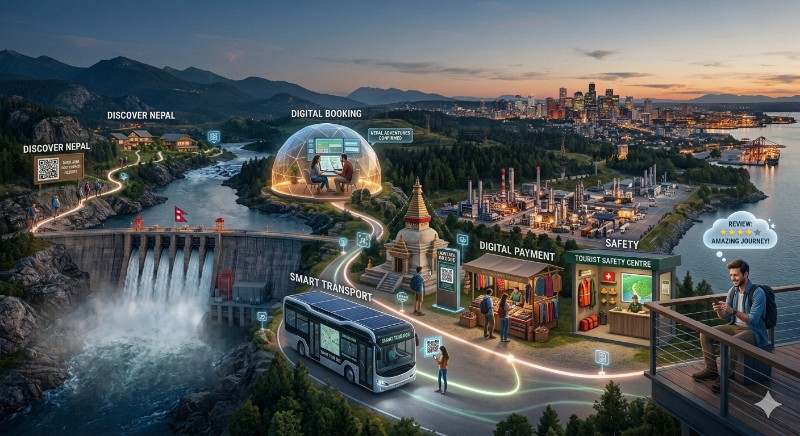 DISCOVER NEPAL
DISCOVER NEPAL
DIGITAL BOOKING
NEPAL ADVENTURES
CONFIRMED
SMART TRANSPORT
DIGITAL PAYMENT
SAFETY
TOURIST SAFETY CENTRE
REVIEW:
AMAZING JOURNEY!